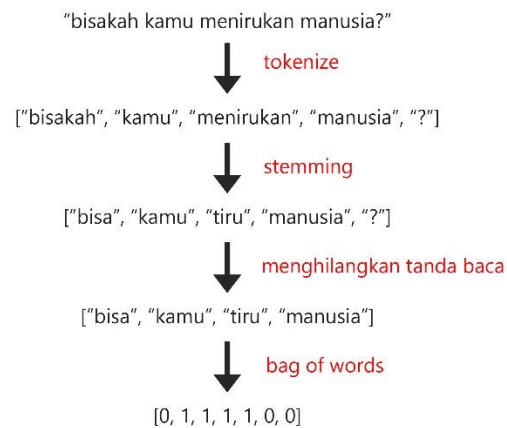 “bisakah kamu menirukan manusia?”
tokenize
[“bisakah”, “kamu”, “menirukan”, “manusia”, “?”]
stemming
[“bisa”, “kamu”, “tiru”, “manusia”, “?”]
menghilangkan tanda baca
[“bisa”, “kamu”, “tiru”, “manusia”]
bag of words
[0, 1, 1, 1, 1, 0, 0]